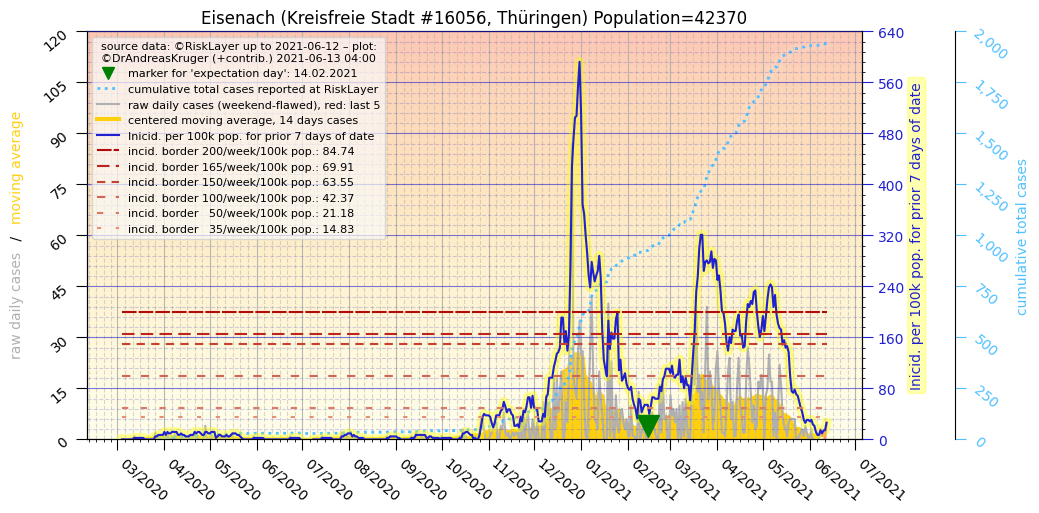 Eisenach (Kreisfreie Stadt #16056, Thüringen) Population=42370
source data: ©RiskLayer up to 2021-06-12 – plot:
©DrAndreasKruger (+contrib.) 2021-06-13 04:00
marker for 'expectation day': 14.02.2021
cumulative total cases reported at RiskLayer
raw daily cases (weekend-flawed), red: last 5
centered moving average, 14 days cases
Inicid. per 100k pop. for prior 7 days of date
incid. border 200/week/100k pop.: 84.74
incid. border 165/week/100k pop.: 69.91
incid. border 150/week/100k pop.: 63.55
incid. border 100/week/100k pop.: 42.37
incid. border   50/week/100k pop.: 21.18
incid. border   35/week/100k pop.: 14.83
raw daily cases / moving average
120
105
90
75
60
45
30
15
0
640
560
480
400
320
240
160
80
0
Inicid. per 100k pop. for prior 7 days of date
2,000
1,750
1,500
1,250
1,000
750
500
250
0
cumulative total cases
03/2020
04/2020
05/2020
06/2020
07/2020
08/2020
09/2020
10/2020
11/2020
12/2020
01/2021
02/2021
03/2021
04/2021
05/2021
06/2021
07/2021